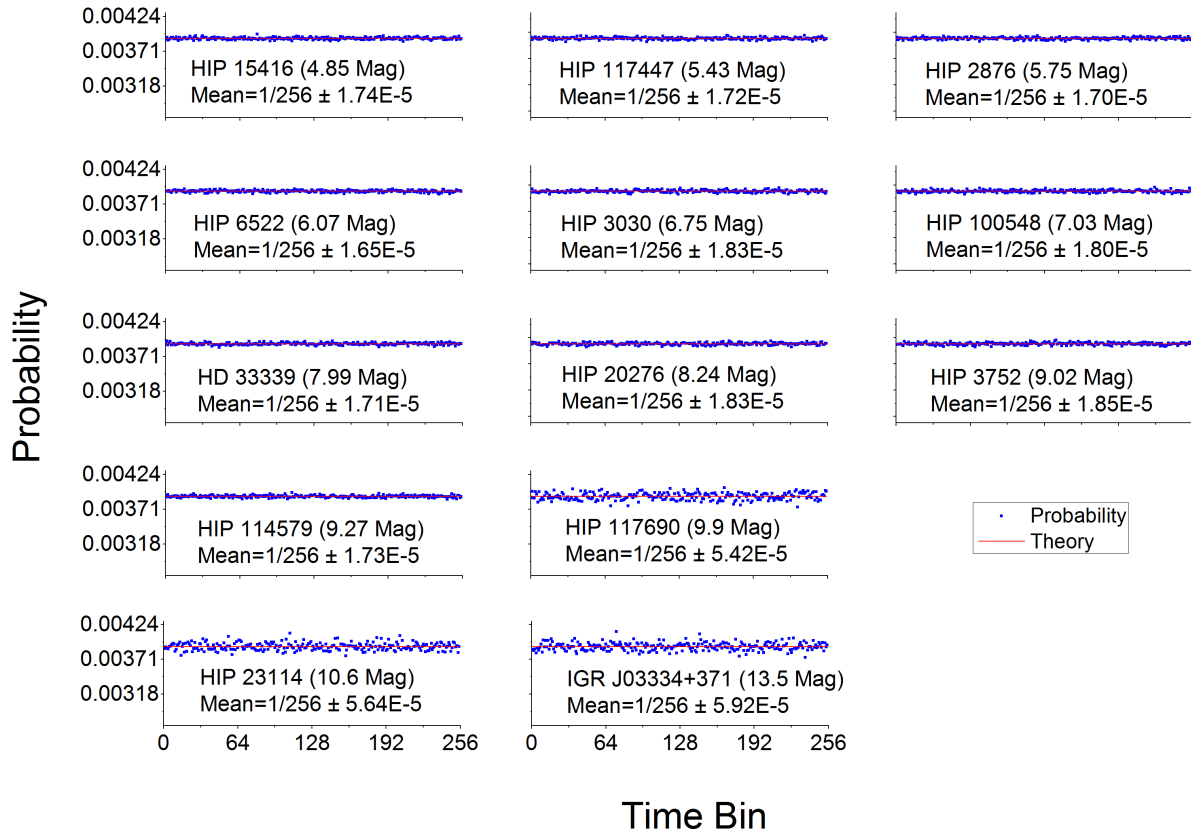 0.00424
0.00371
0.00318
HIP 15416 (4.85 Mag)
Mean=1/256 ± 1.74E-5
HIP 117447 (5.43 Mag)
Mean=1/256 ± 1.72E-5
HIP 2876 (5.75 Mag)
Mean=1/256 ± 1.70E-5
0.00424
0.00371
0.00318
HIP 6522 (6.07 Mag)
Mean=1/256 ± 1.65E-5
HIP 3030 (6.75 Mag)
Mean=1/256 ± 1.83E-5
HIP 100548 (7.03 Mag)
Mean=1/256 ± 1.80E-5
Probability
0.00424
0.00371
0.00318
HD 33339 (7.99 Mag)
Mean=1/256 ± 1.71E-5
HIP 20276 (8.24 Mag)
Mean=1/256 ± 1.83E-5
HIP 3752 (9.02 Mag)
Mean=1/256 ± 1.85E-5
0.00424
0.00371
0.00318
HIP 114579 (9.27 Mag)
Mean=1/256 ± 1.73E-5
HIP 117690 (9.9 Mag)
Mean=1/256 ± 5.42E-5
Probability
Theory
0.00424
0.00371
0.00318
HIP 23114 (10.6 Mag)
Mean=1/256 ± 5.64E-5
IGR J03334+371 (13.5 Mag)
Mean=1/256 ± 5.92E-5
0 64 128 192 256
0 64 128 192 256
Time Bin